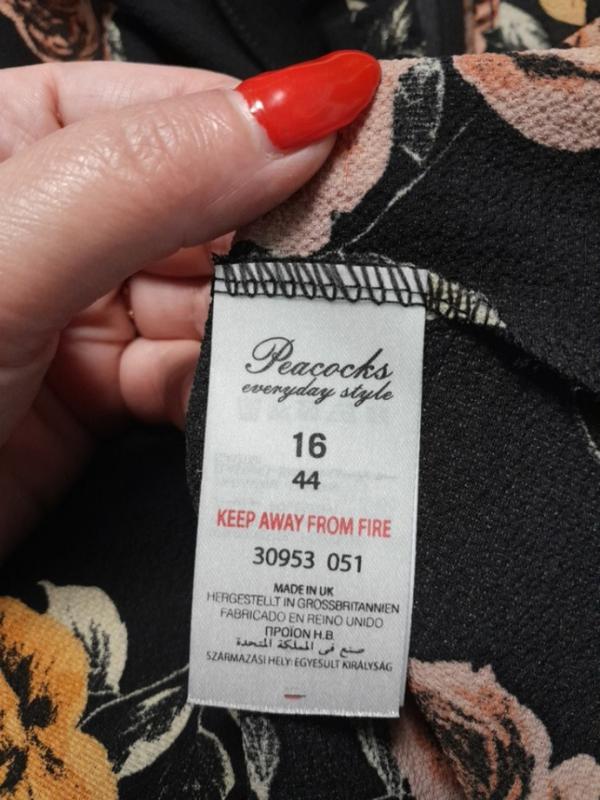 Peacocks
everyday style
16
44
KEEP AWAY FROM FIRE
30953 051
MADE IN UK
HERGESTELLT IN GROSSBRITANNIEN
FABRICADO EN REINO UNIDO
ΠΡΟΪΟΝ Η.Β.
صنع في المملكة المتحدة
SZÁRMAZÁSI HELY: EGYESÜLT KIRÁLYSÁG